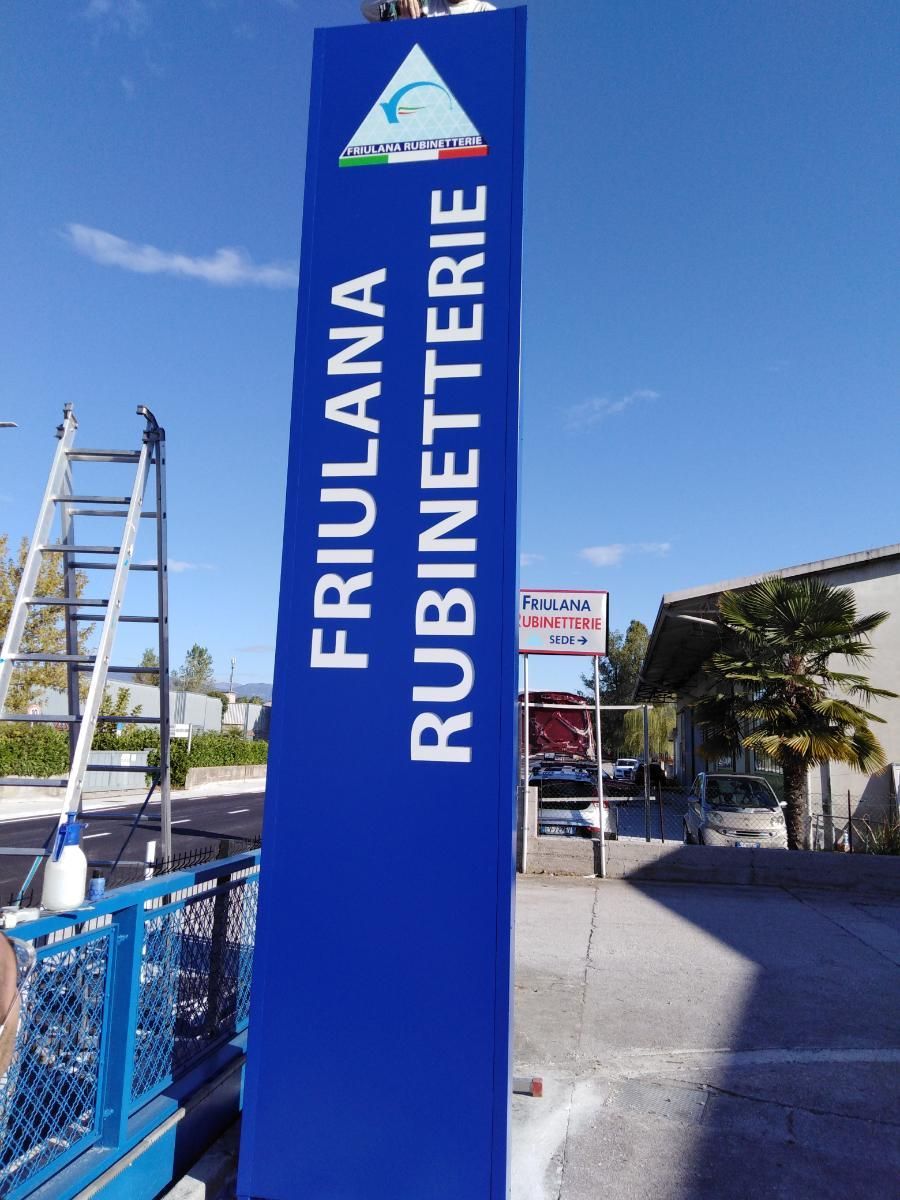 FRIULANA RUBINETTERIE
FRIULANA
RUBINETTERIE
FRIULANA
RUBINETTERIE
SEDE→